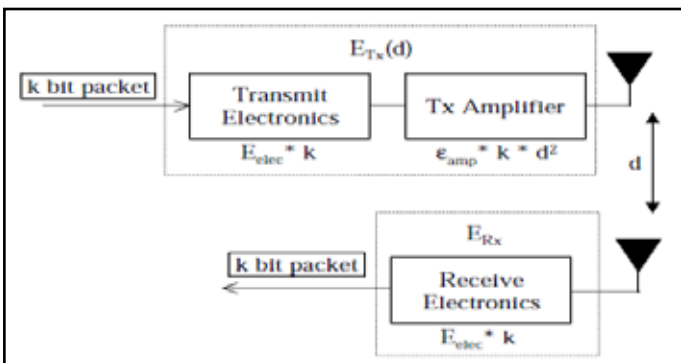 E_Tx(d)
k bit packet
Transmit
Electronics
Tx Amplifier
E_elec* k
ε_amp* k * d²
d
E_Rx
k bit packet
Receive
Electronics
E_elec* k